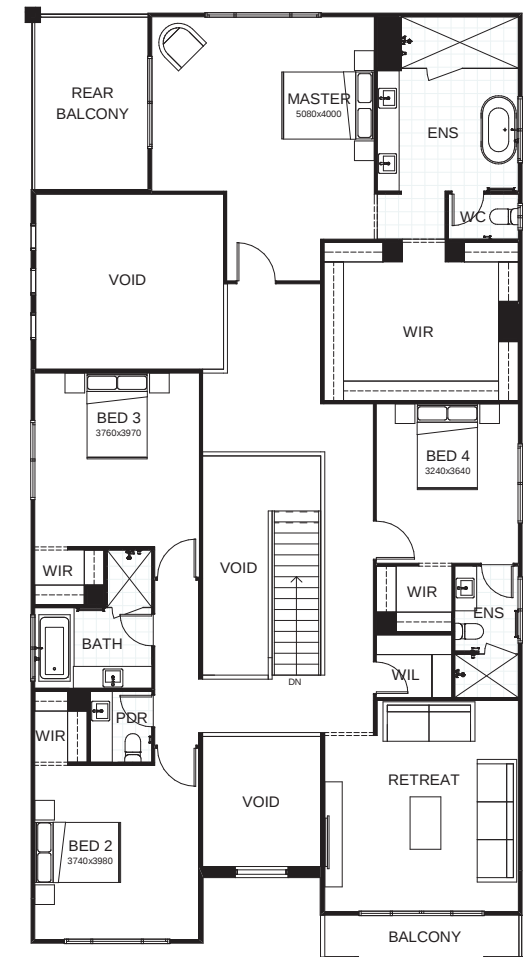 REAR
BALCONY
MASTER
5080x4000
ENS
WC
VOID
WIR
BED 3
3760x3970
BED 4
3240x3640
VOID
WIR
WIR
ENS
BATH
WIL
DN
PDR
WIR
RETREAT
VOID
BED 2
3740x3980
BALCONY